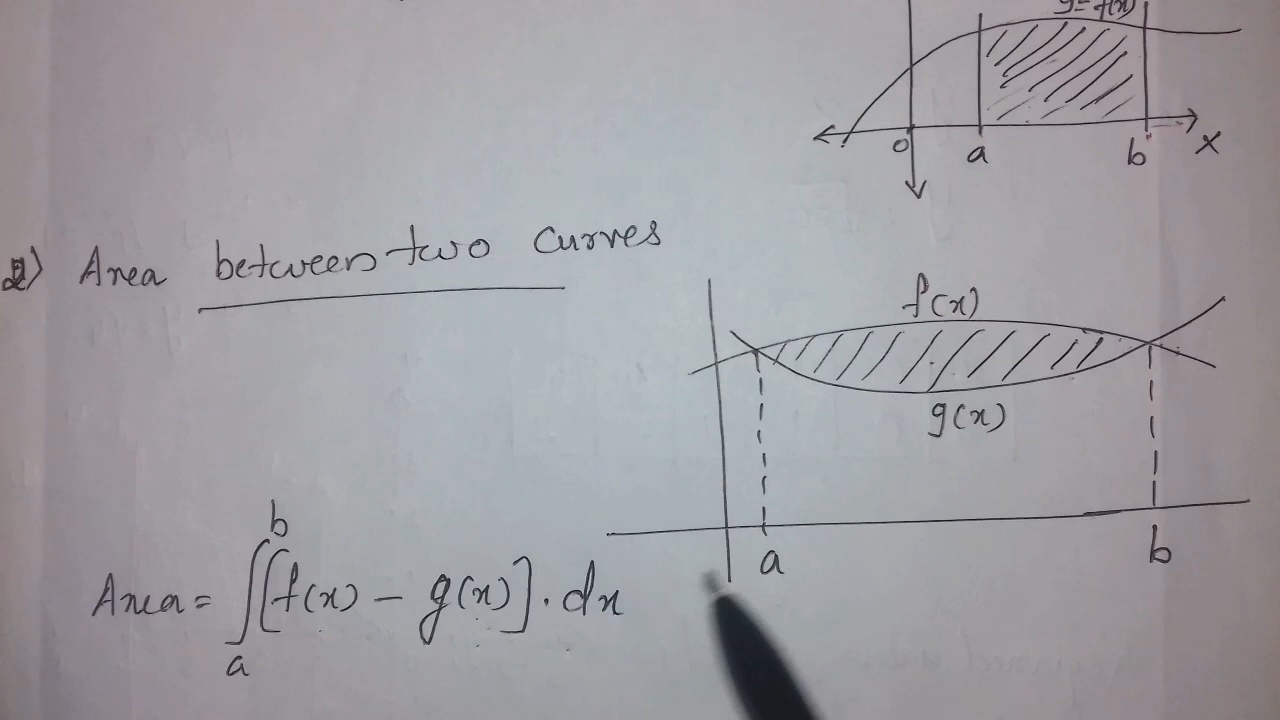 y=f(x)
0 a b X
2) Area between two curves
f(x)
g(x)
a b
b
Area = ∫[f(x) – g(x)].dx
a